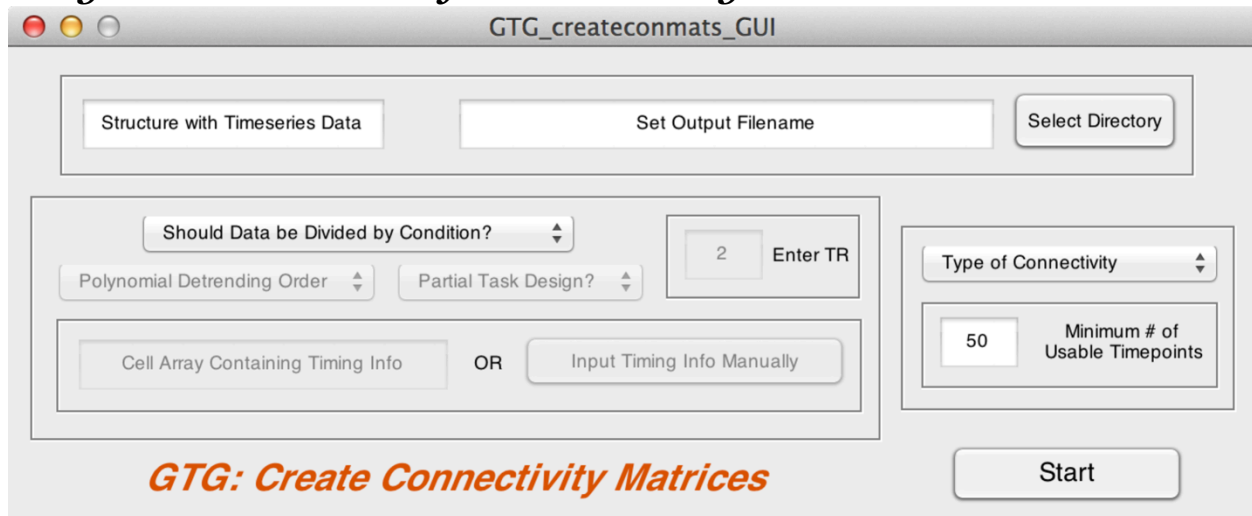 GTG_createconmats_GUI
Structure with Timeseries Data
Set Output Filename
Select Directory
Should Data be Divided by Condition?
2
Enter TR
Polynomial Detrending Order
Partial Task Design?
Cell Array Containing Timing Info
OR
Input Timing Info Manually
Type of Connectivity
50
Minimum # of
Usable Timepoints
GTG: Create Connectivity Matrices
Start